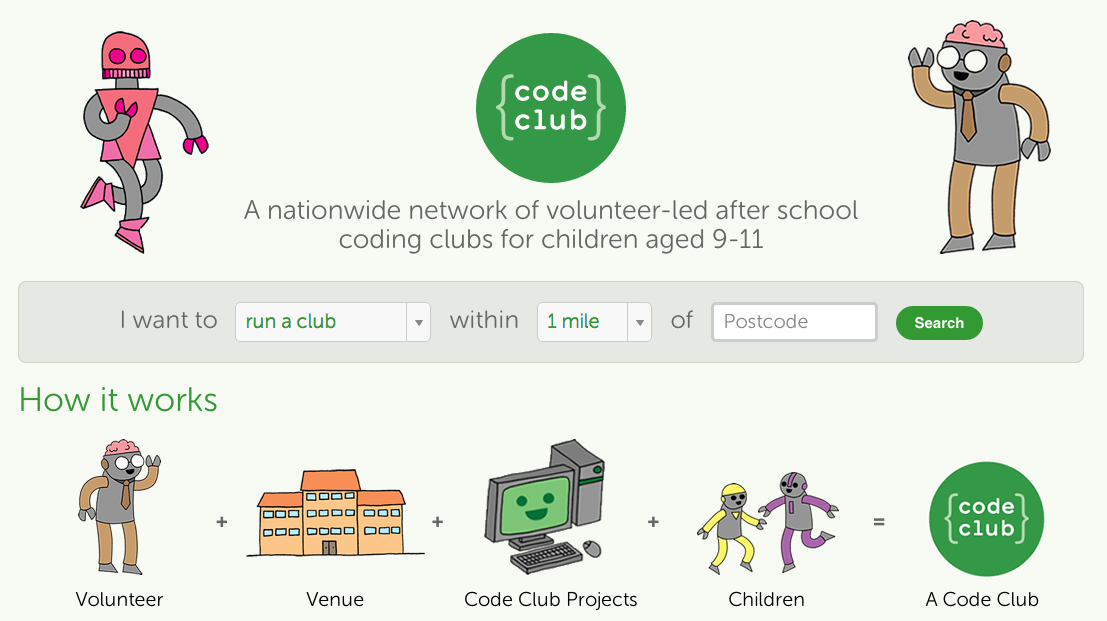 {code
club}
A nationwide network of volunteer-led after school
coding clubs for children aged 9-11
I want to run a club within 1 mile of Postcode Search
How it works
{code
club}
+ + + =
Volunteer Venue Code Club Projects Children A Code Club